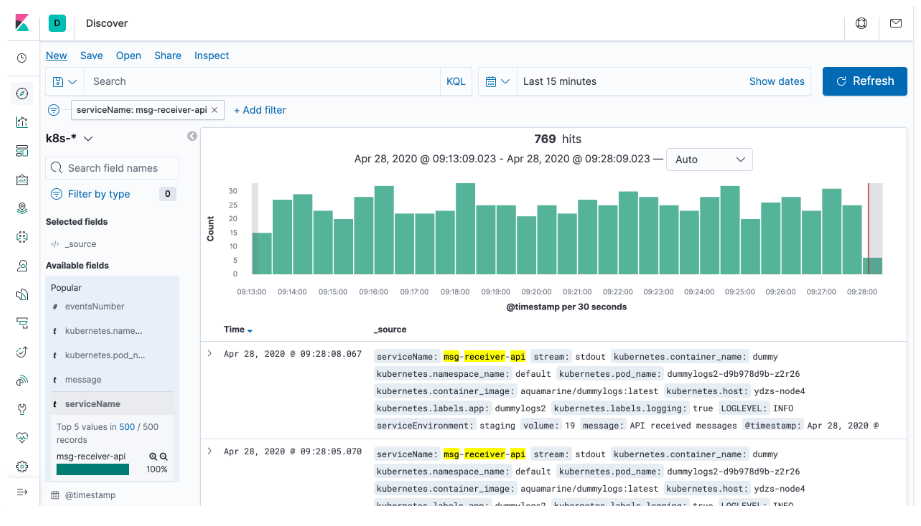 D Discover
New Save Open Share Inspect
Search KQL Last 15 minutes Show dates Refresh
serviceName: msg-receiver-api × + Add filter
k8s-*
Search field names
Filter by type 0
Selected fields
</> _source
Available fields
Popular
# eventsNumber
t kubernetes.name...
t kubernetes.pod_n...
t message
t serviceName
Top 5 values in 500 / 500
records
msg-receiver-api
100%
@timestamp
769 hits
Apr 28, 2020 @ 09:13:09.023 - Apr 28, 2020 @ 09:28:09.023 — Auto
Count
30
25
20
15
10
5
0
09:13:00 09:14:00 09:15:00 09:16:00 09:17:00 09:18:00 09:19:00 09:20:00 09:21:00 09:22:00 09:23:00 09:24:00 09:25:00 09:26:00 09:27:00 09:28:00
@timestamp per 30 seconds
Time _source
Apr 28, 2020 @ 09:28:08.067 serviceName: msg-receiver-api stream: stdout kubernetes.container_name: dummy
kubernetes.namespace_name: default kubernetes.pod_name: dummylogs2-d9b978d9b-z2r26
kubernetes.container_image: aquamarine/dummylogs:latest kubernetes.host: ydzs-node4
kubernetes.labels.app: dummylogs2 kubernetes.labels.logging: true LOGLEVEL: INFO
serviceEnvironment: staging volume: 19 message: API received messages @timestamp: Apr 28, 2020 @
Apr 28, 2020 @ 09:28:05.070 serviceName: msg-receiver-api stream: stdout kubernetes.container_name: dummy
kubernetes.namespace_name: default kubernetes.pod_name: dummylogs2-d9b978d9b-z2r26
kubernetes.container_image: aquamarine/dummylogs:latest kubernetes.host: ydzs-node4
kubernetes.labels.app: dummylogs2 kubernetes.labels.logging: true LOGLEVEL: INFO